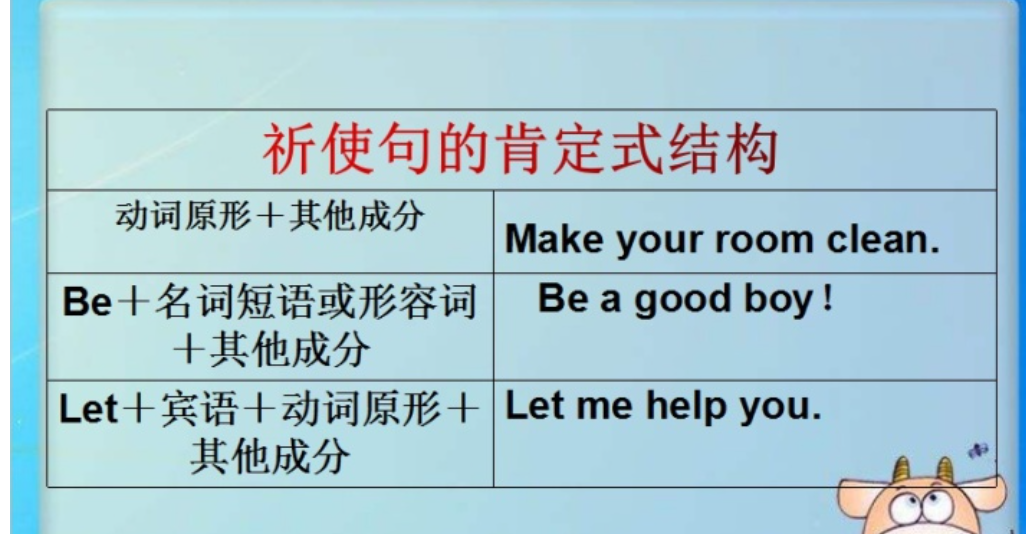 祈使句的肯定式结构
动词原形＋其他成分
Make your room clean.
Be＋名词短语或形容词
＋其他成分
Be a good boy！
Let＋宾语＋动词原形＋
其他成分
Let me help you.